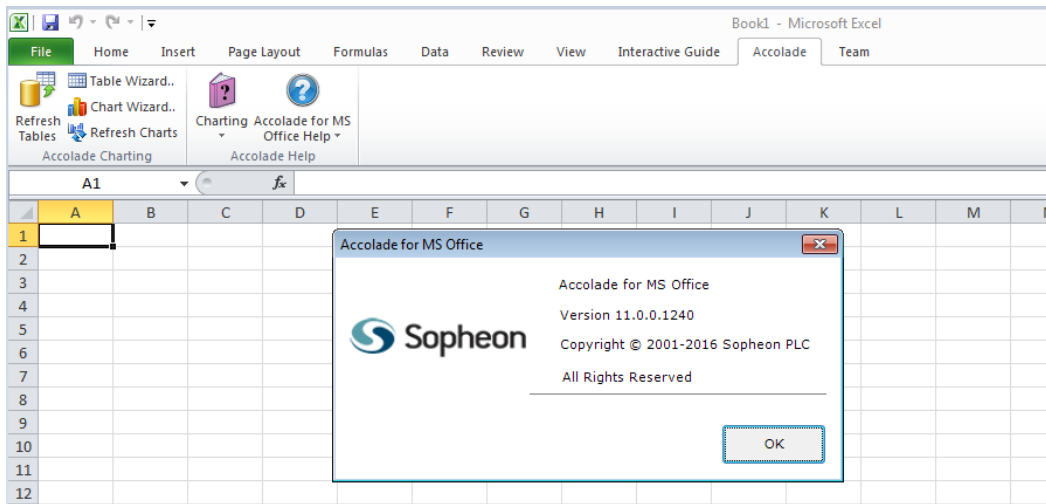 Book1 - Microsoft Excel
File Home Insert Page Layout Formulas Data Review View Interactive Guide Accolade Team
Refresh Tables
Table Wizard..
Chart Wizard..
Refresh Charts
Accolade Charting
Charting
Accolade for MS
Office Help
Accolade Help
A1
fx
A B C D E F G H I J K L M
1
2
3
4
5
6
7
8
9
10
11
12
Accolade for MS Office
Sopheon
Accolade for MS Office
Version 11.0.0.1240
Copyright © 2001-2016 Sopheon PLC
All Rights Reserved
OK